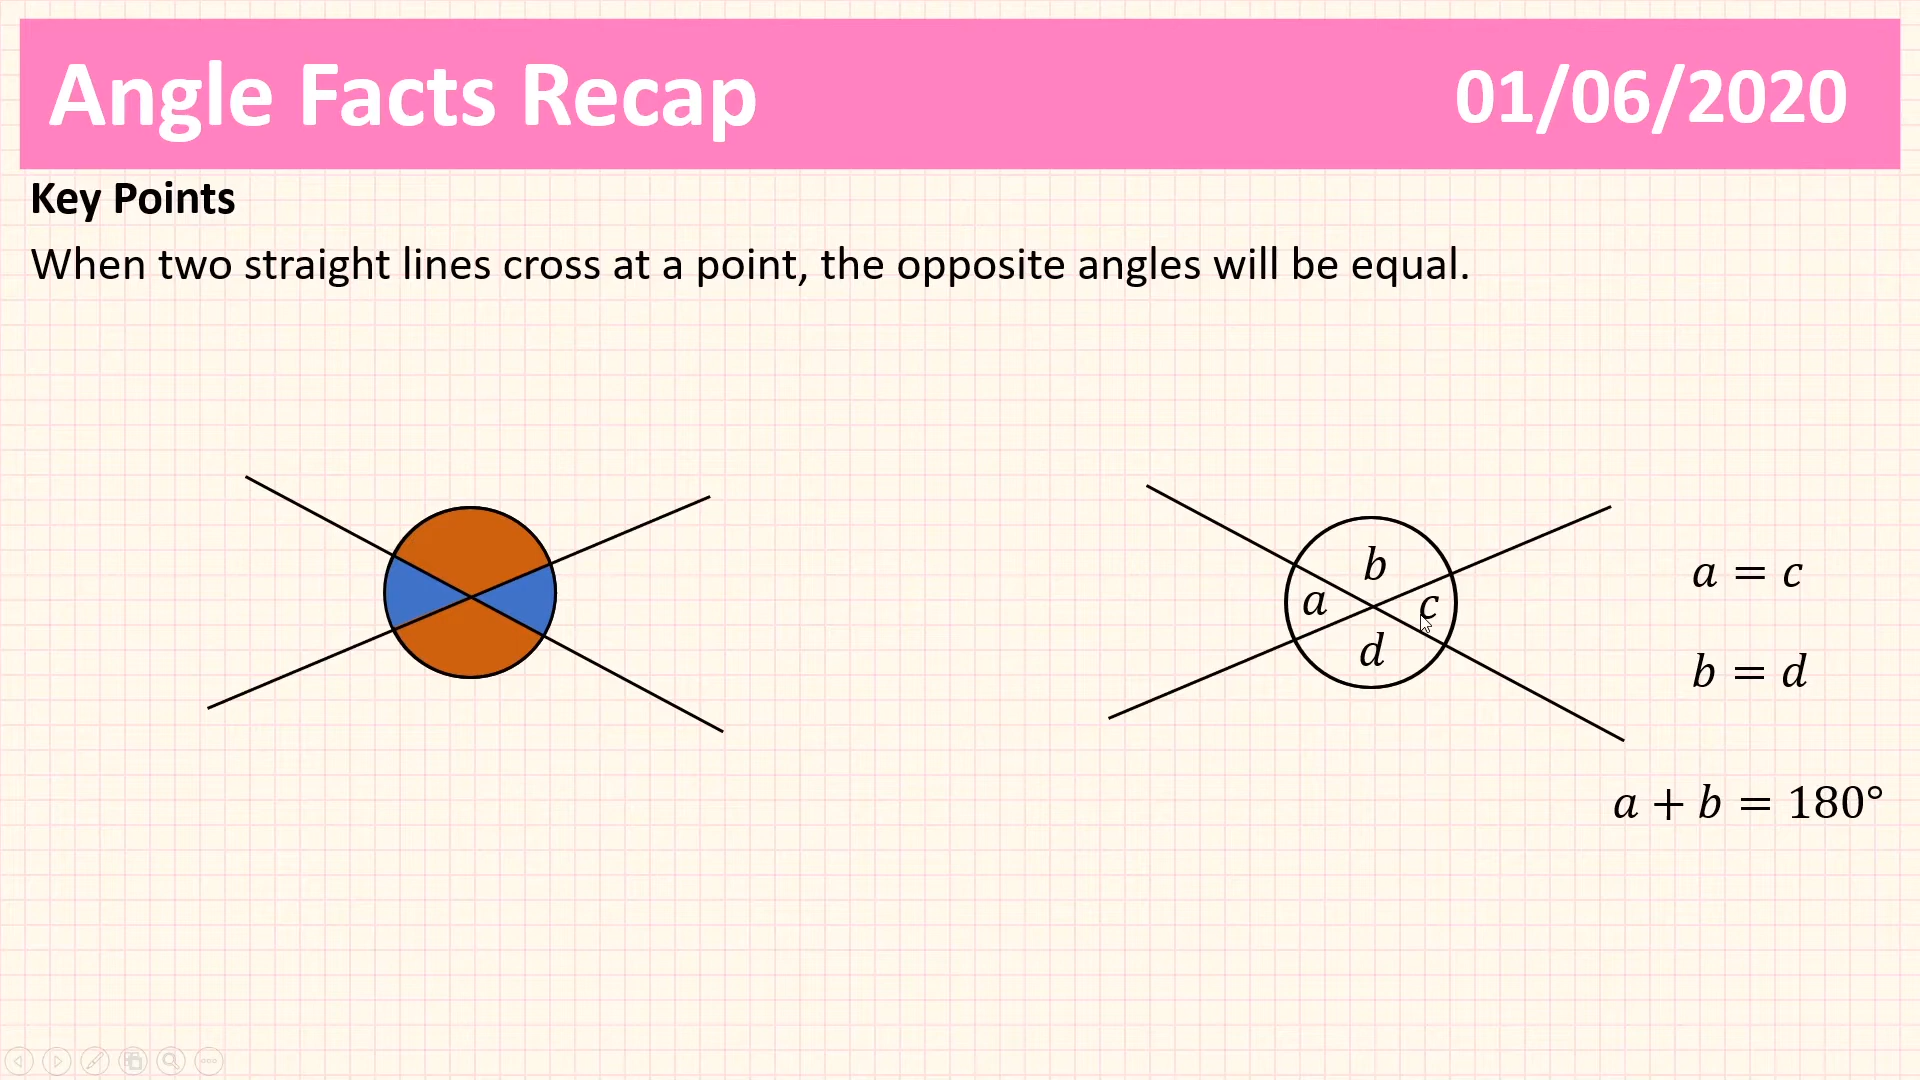 Angle Facts Recap
01/06/2020
Key Points
When two straight lines cross at a point, the opposite angles will be equal.
b
a
c
d
a = c
b = d
a + b = 180°